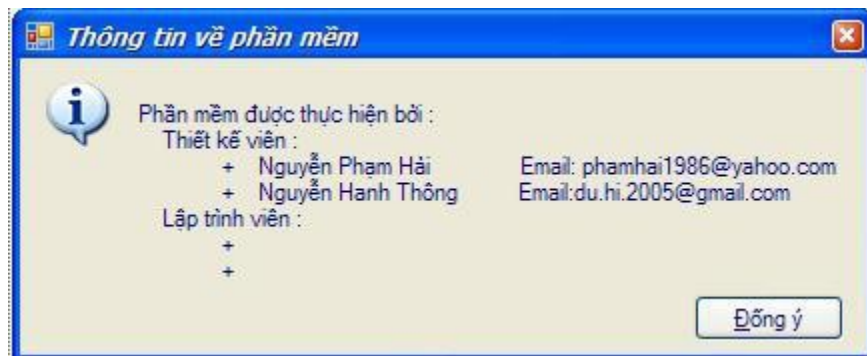 Thông tin về phần mềm
Phần mềm được thực hiện bởi :
Thiết kế viên :
+ Nguyễn Phạm Hải Email: phamhai1986@yahoo.com
+ Nguyễn Hanh Thông Email:du.hi.2005@gmail.com
Lập trình viên :
+
+
Đống ý